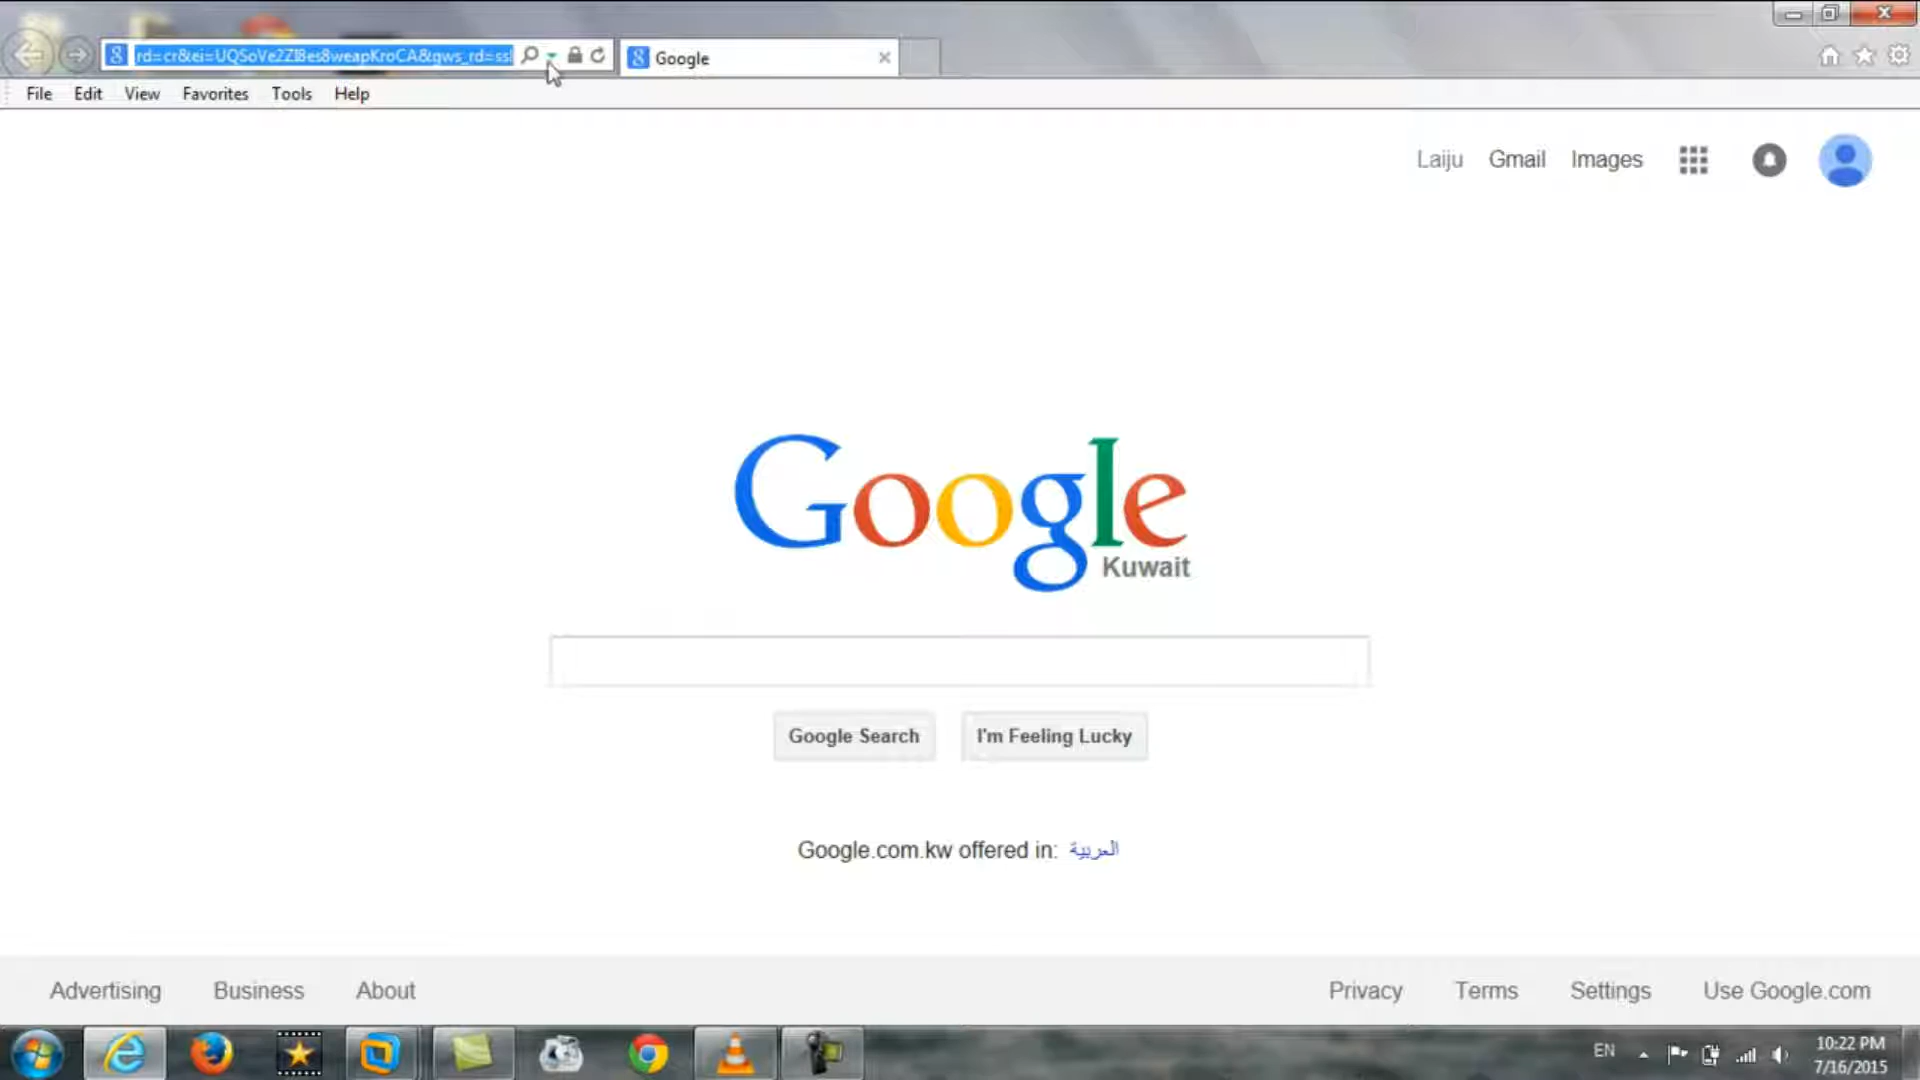 rd=cr&ei=UQSoVe2ZI8es8weapKroCA&gws_rd=ssl
Google
File Edit View Favorites Tools Help
Laiju Gmail Images
Google
Kuwait
Google Search I'm Feeling Lucky
Google.com.kw offered in: العربية
Advertising Business About Privacy Terms Settings Use Google.com
EN 10:22 PM
7/16/2015